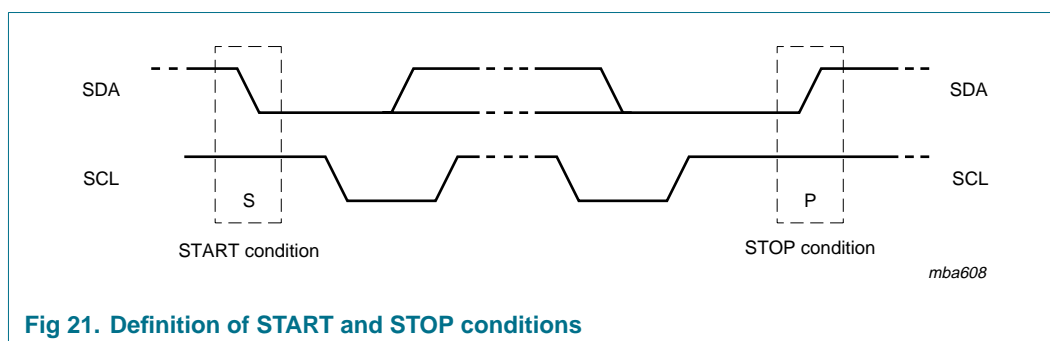 SDA
SDA
SCL
SCL
S
P
START condition
STOP condition
mba608
Fig 21. Definition of START and STOP conditions